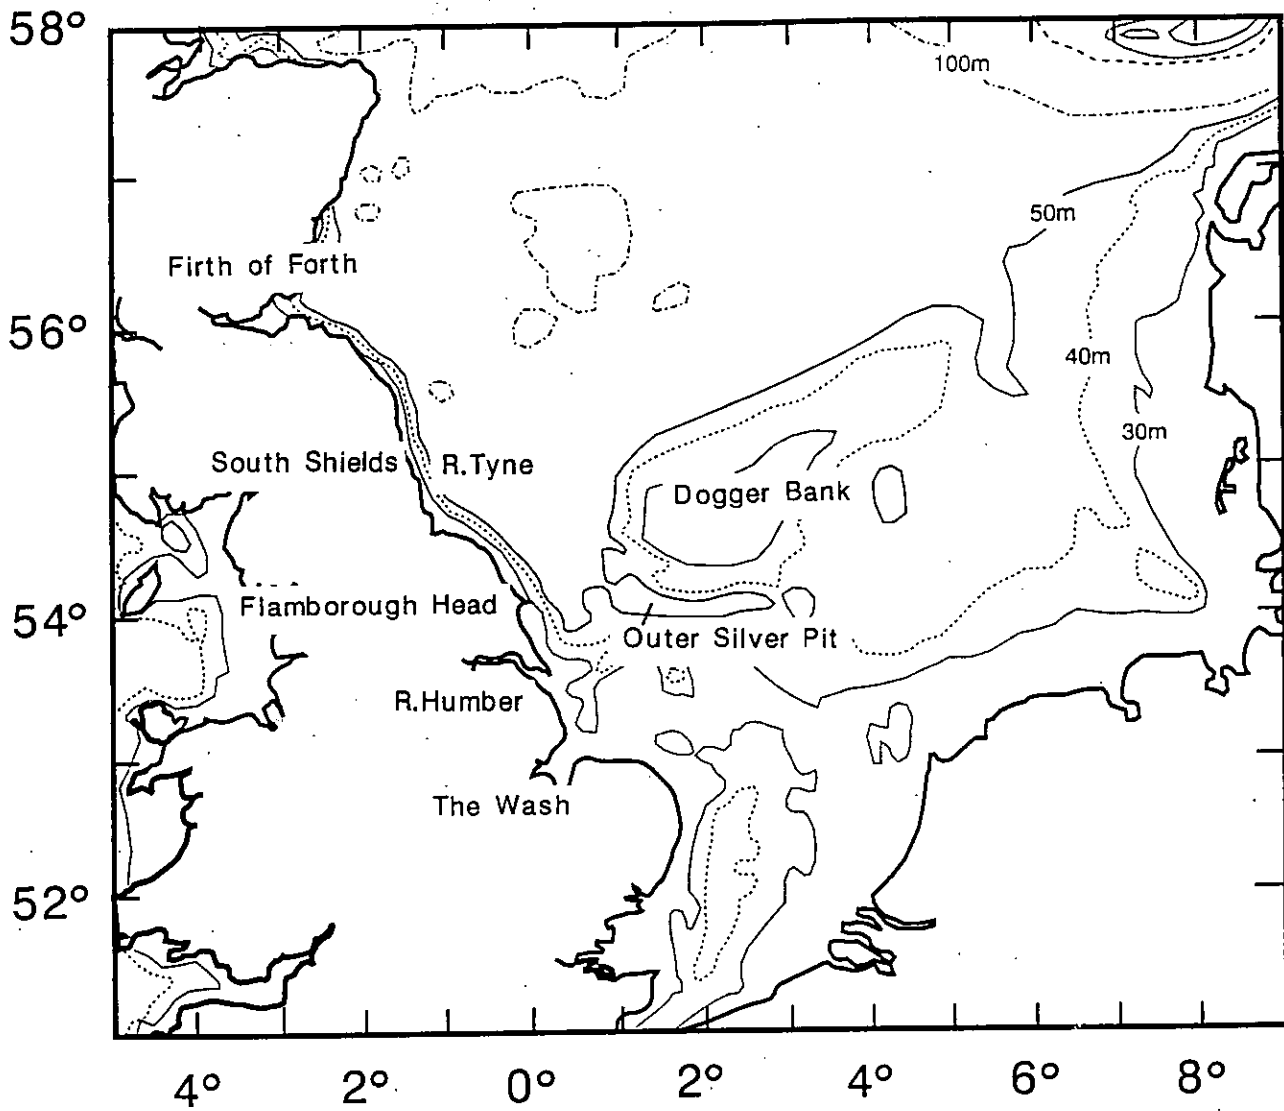 58°
100m
50m
Firth of Forth
56°
40m
30m
South Shields
R.Tyne
Dogger Bank
Flamborough Head
54°
Outer Silver Pit
R.Humber
The Wash
52°
4°
2°
0°
2°
4°
6°
8°